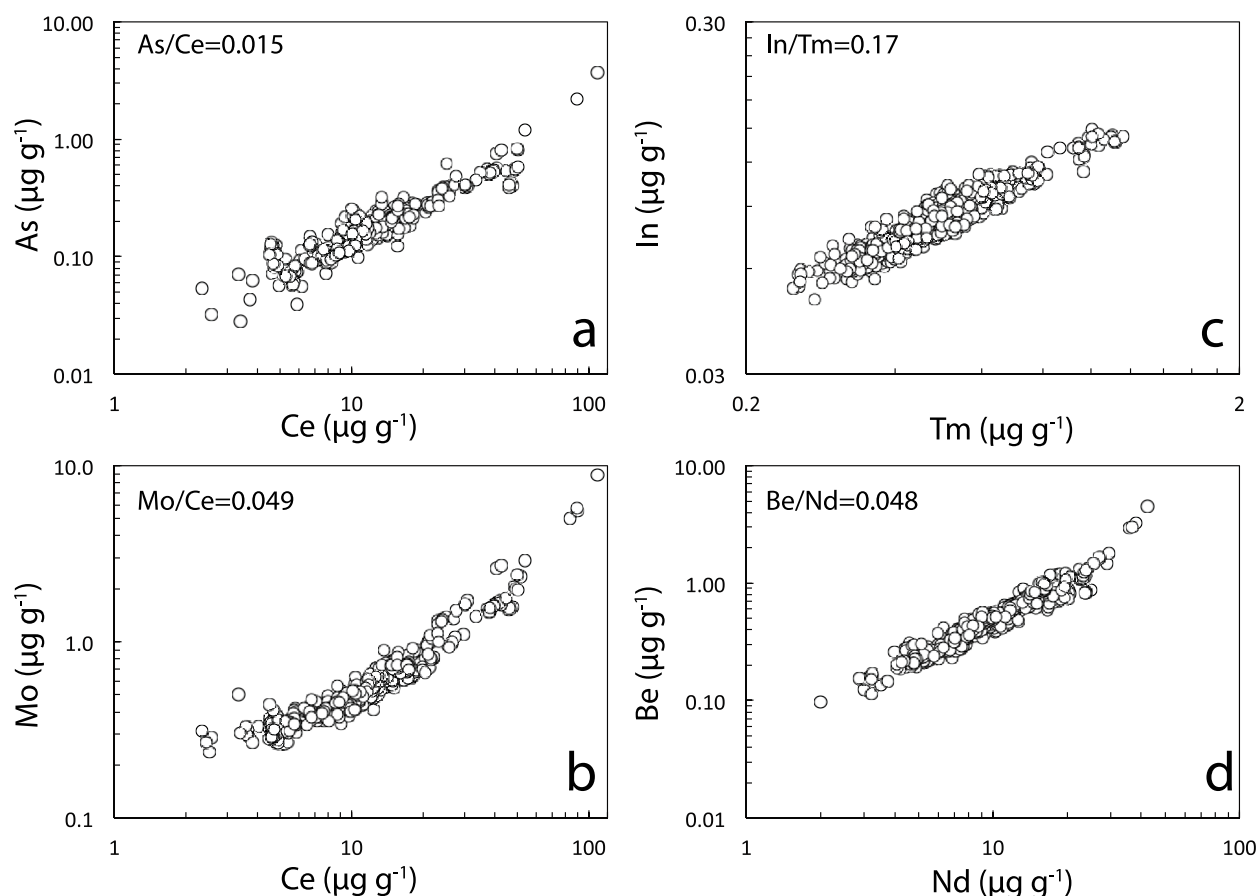 As/Ce=0.015
a
As (µg g⁻¹)
10.00
1.00
0.10
0.01
1
10
100
Ce (µg g⁻¹)
In/Tm=0.17
c
In (µg g⁻¹)
0.30
0.03
0.2
2
Tm (µg g⁻¹)
Mo/Ce=0.049
b
Mo (µg g⁻¹)
10.0
1.0
0.1
1
10
100
Ce (µg g⁻¹)
Be/Nd=0.048
d
Be (µg g⁻¹)
10.00
1.00
0.10
0.01
1
10
100
Nd (µg g⁻¹)